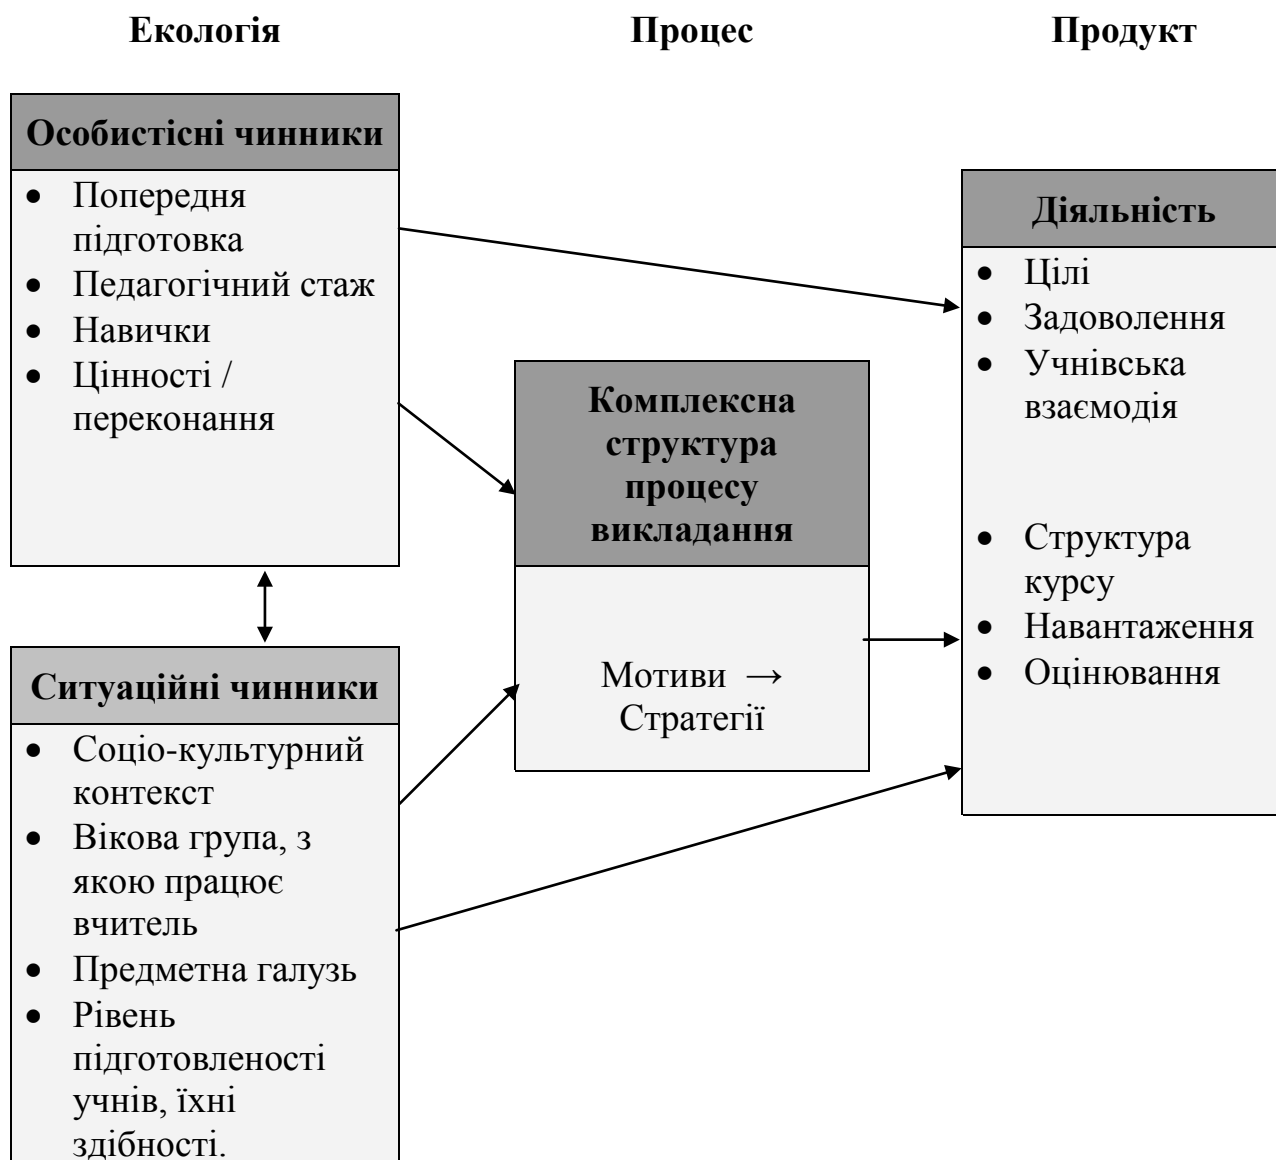 Екологія
Процес
Продукт
Особистісні чинники
• Попередня
підготовка
• Педагогічний стаж
• Навички
• Цінності /
переконання
Ситуаційні чинники
• Соціо-культурний
контекст
• Вікова група, з
якою працює
вчитель
• Предметна галузь
• Рівень
підготовленості
учнів, їхні
здібності.
Комплексна
структура
процесу
викладання
Мотиви →
Стратегії
Діяльність
• Цілі
• Задоволення
• Учнівська
взаємодія
• Структура
курсу
• Навантаження
• Оцінювання